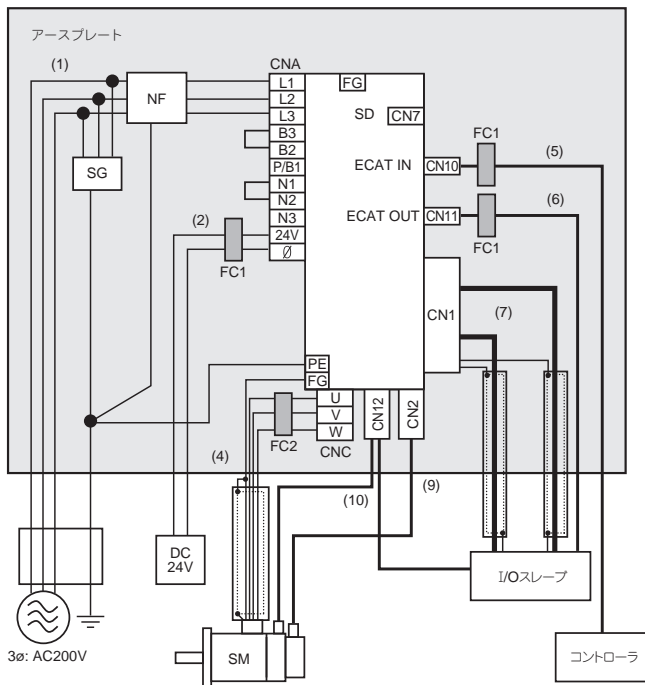 アースプレート
(1)
CNA
NF
L1
FG
L2
SD
CN7
L3
B3
FC1
B2
SG
P/B1
ECAT IN
CN10
(5)
N1
N2
(6)
(2)
N3
ECAT OUT
CN11
24V
Ø
FC1
FC1
CN1
(7)
PE
FG
U
V
W
CN12
CN2
FC2
CNC
(4)
(9)
(10)
DC
24V
I/Oスレーブ
SM
3ø: AC200V
コントローラ